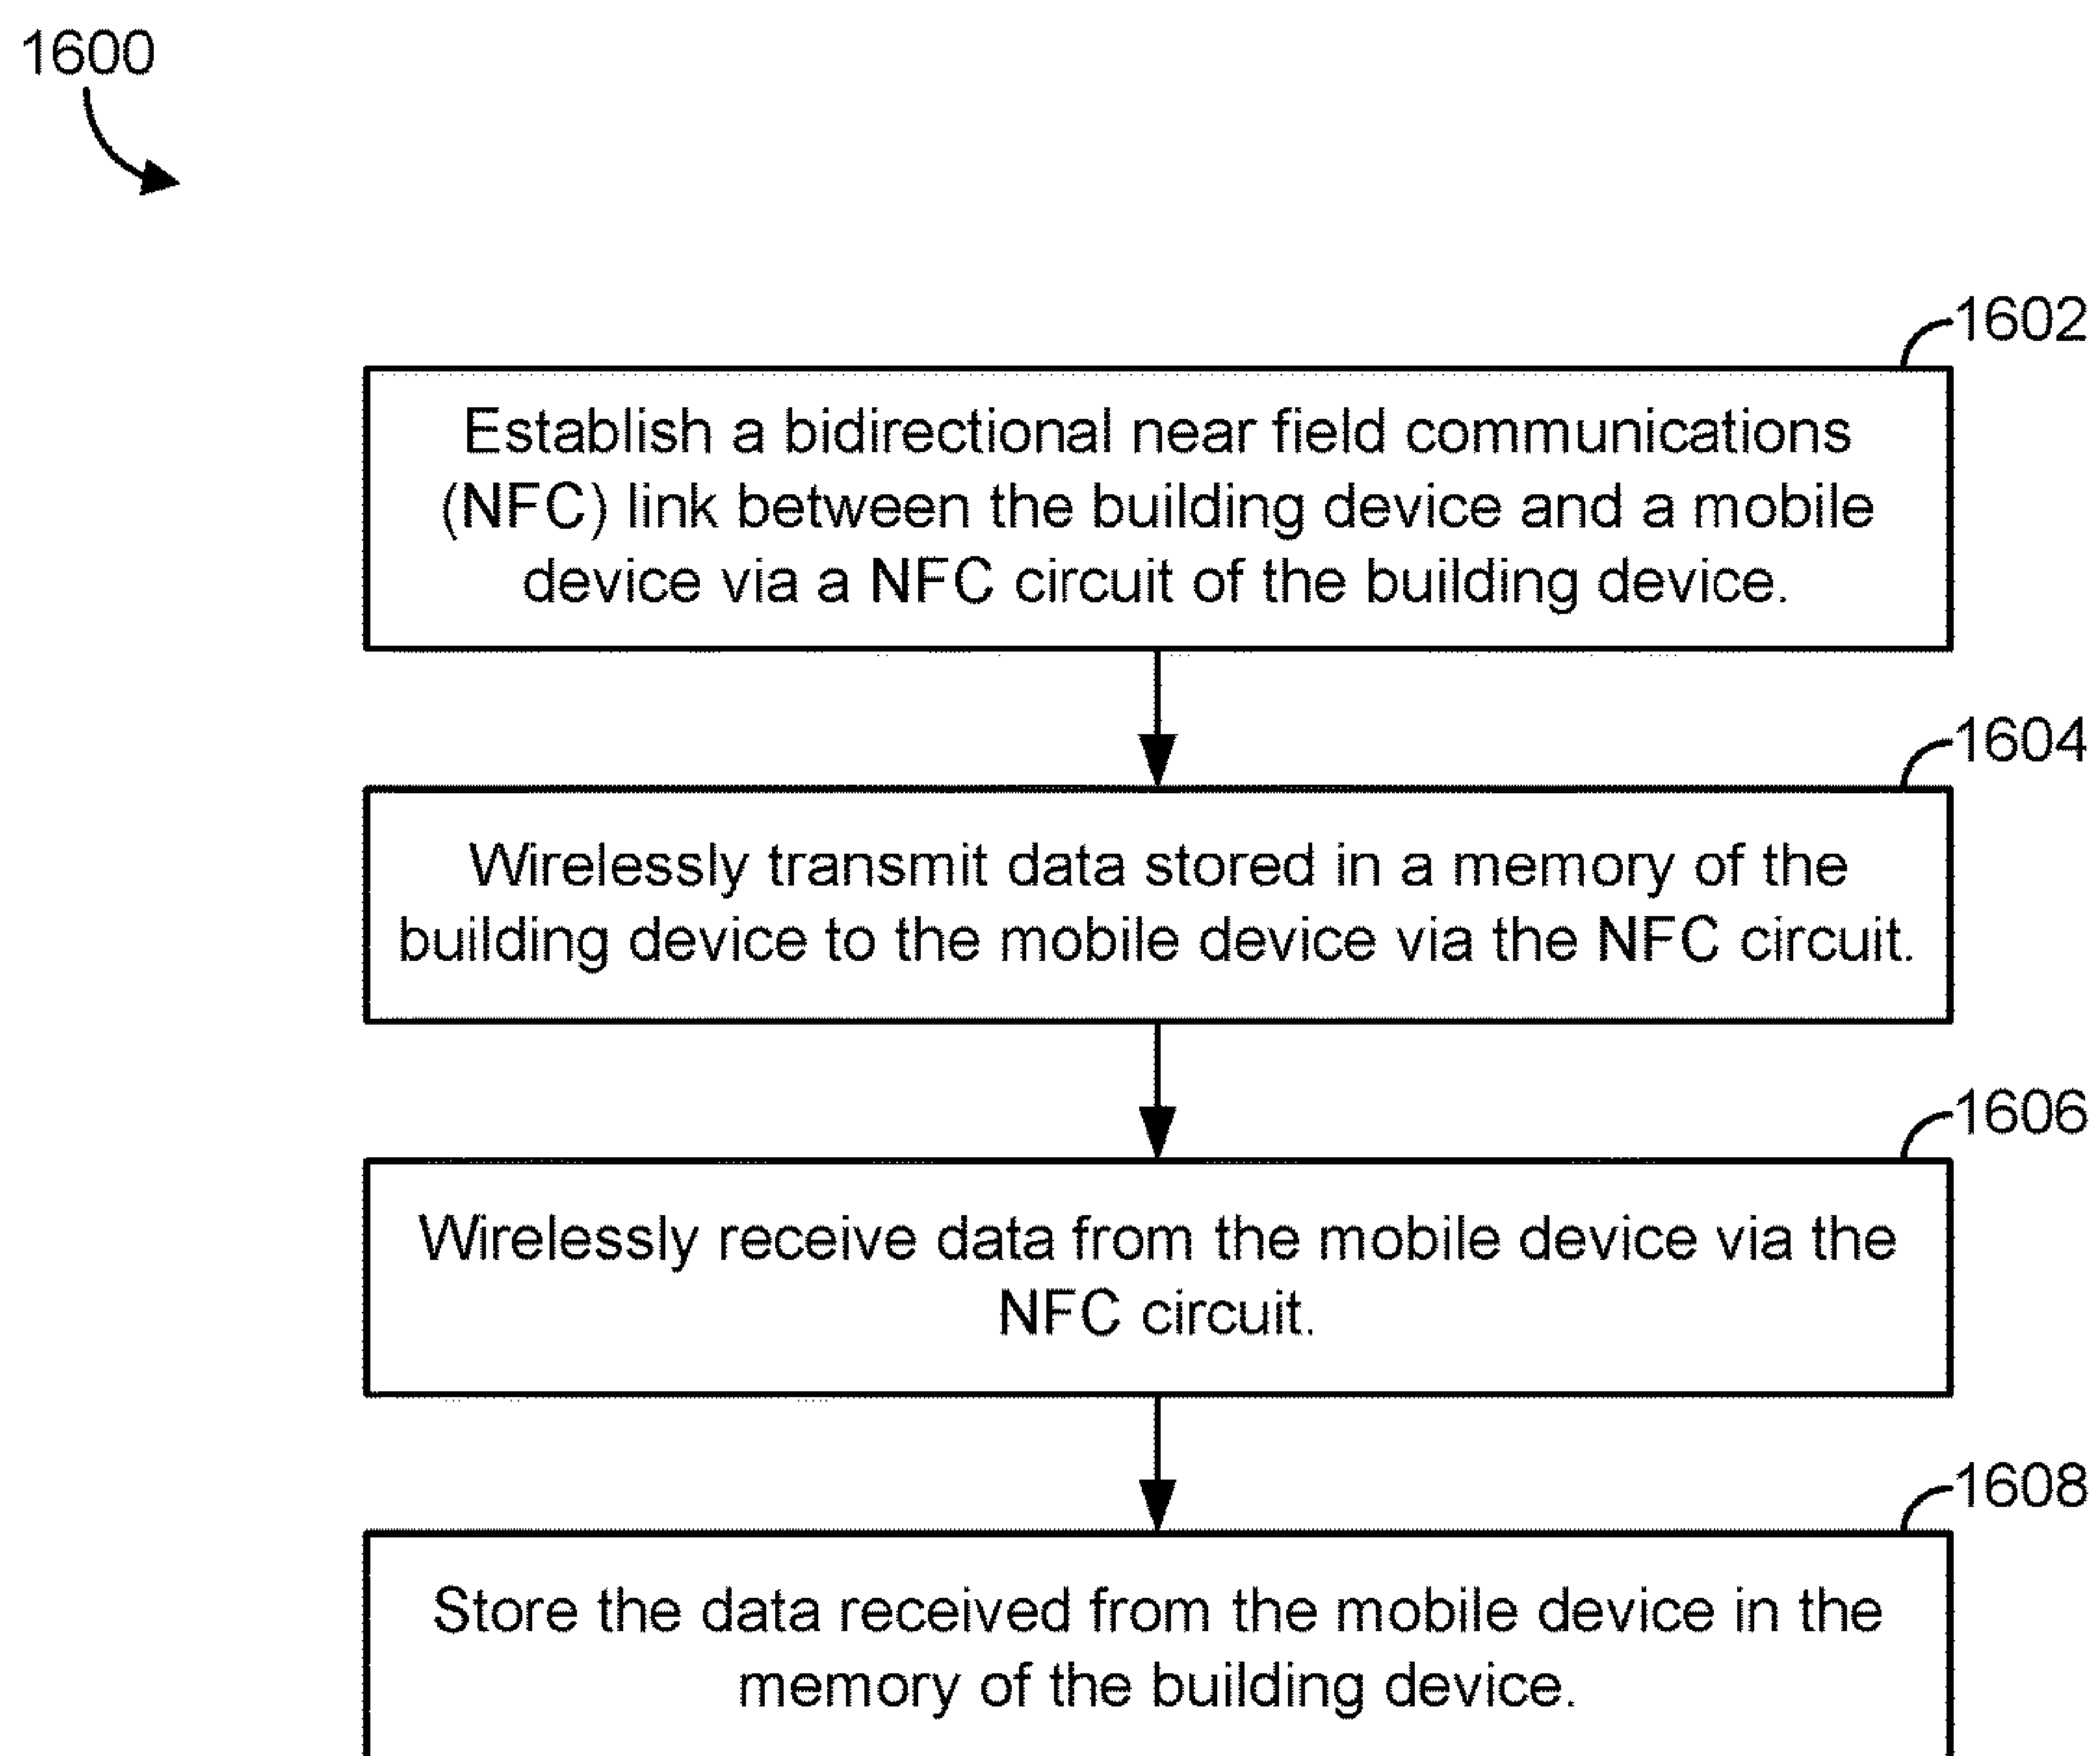 1600
1602
Establish a bidirectional near field communications
(NFC) link between the building device and a mobile
device via a NFC circuit of the building device.
1604
Wirelessly transmit data stored in a memory of the
building device to the mobile device via the NFC circuit.
1606
Wirelessly receive data from the mobile device via the
NFC circuit.
1608
Store the data received from the mobile device in the
memory of the building device.